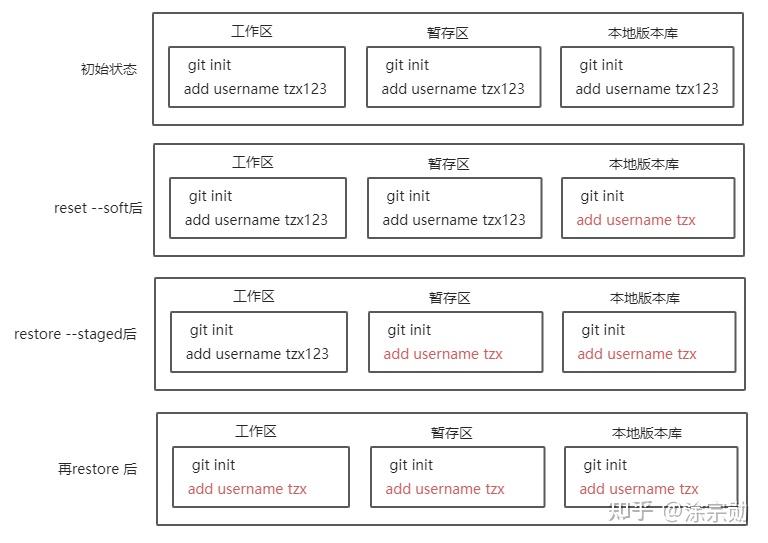 工作区 暂存区 本地版本库
初始状态
git init git init git init
add username tzx123 add username tzx123 add username tzx123
工作区 暂存区 本地版本库
reset --soft后
git init git init git init
add username tzx123 add username tzx123 add username tzx
工作区 暂存区 本地版本库
restore --staged后
git init git init git init
add username tzx123 add username tzx add username tzx
工作区 暂存区 本地版本库
再restore 后
git init git init git init
add username tzx add username tzx add username tzx
知乎 @涂宗勋